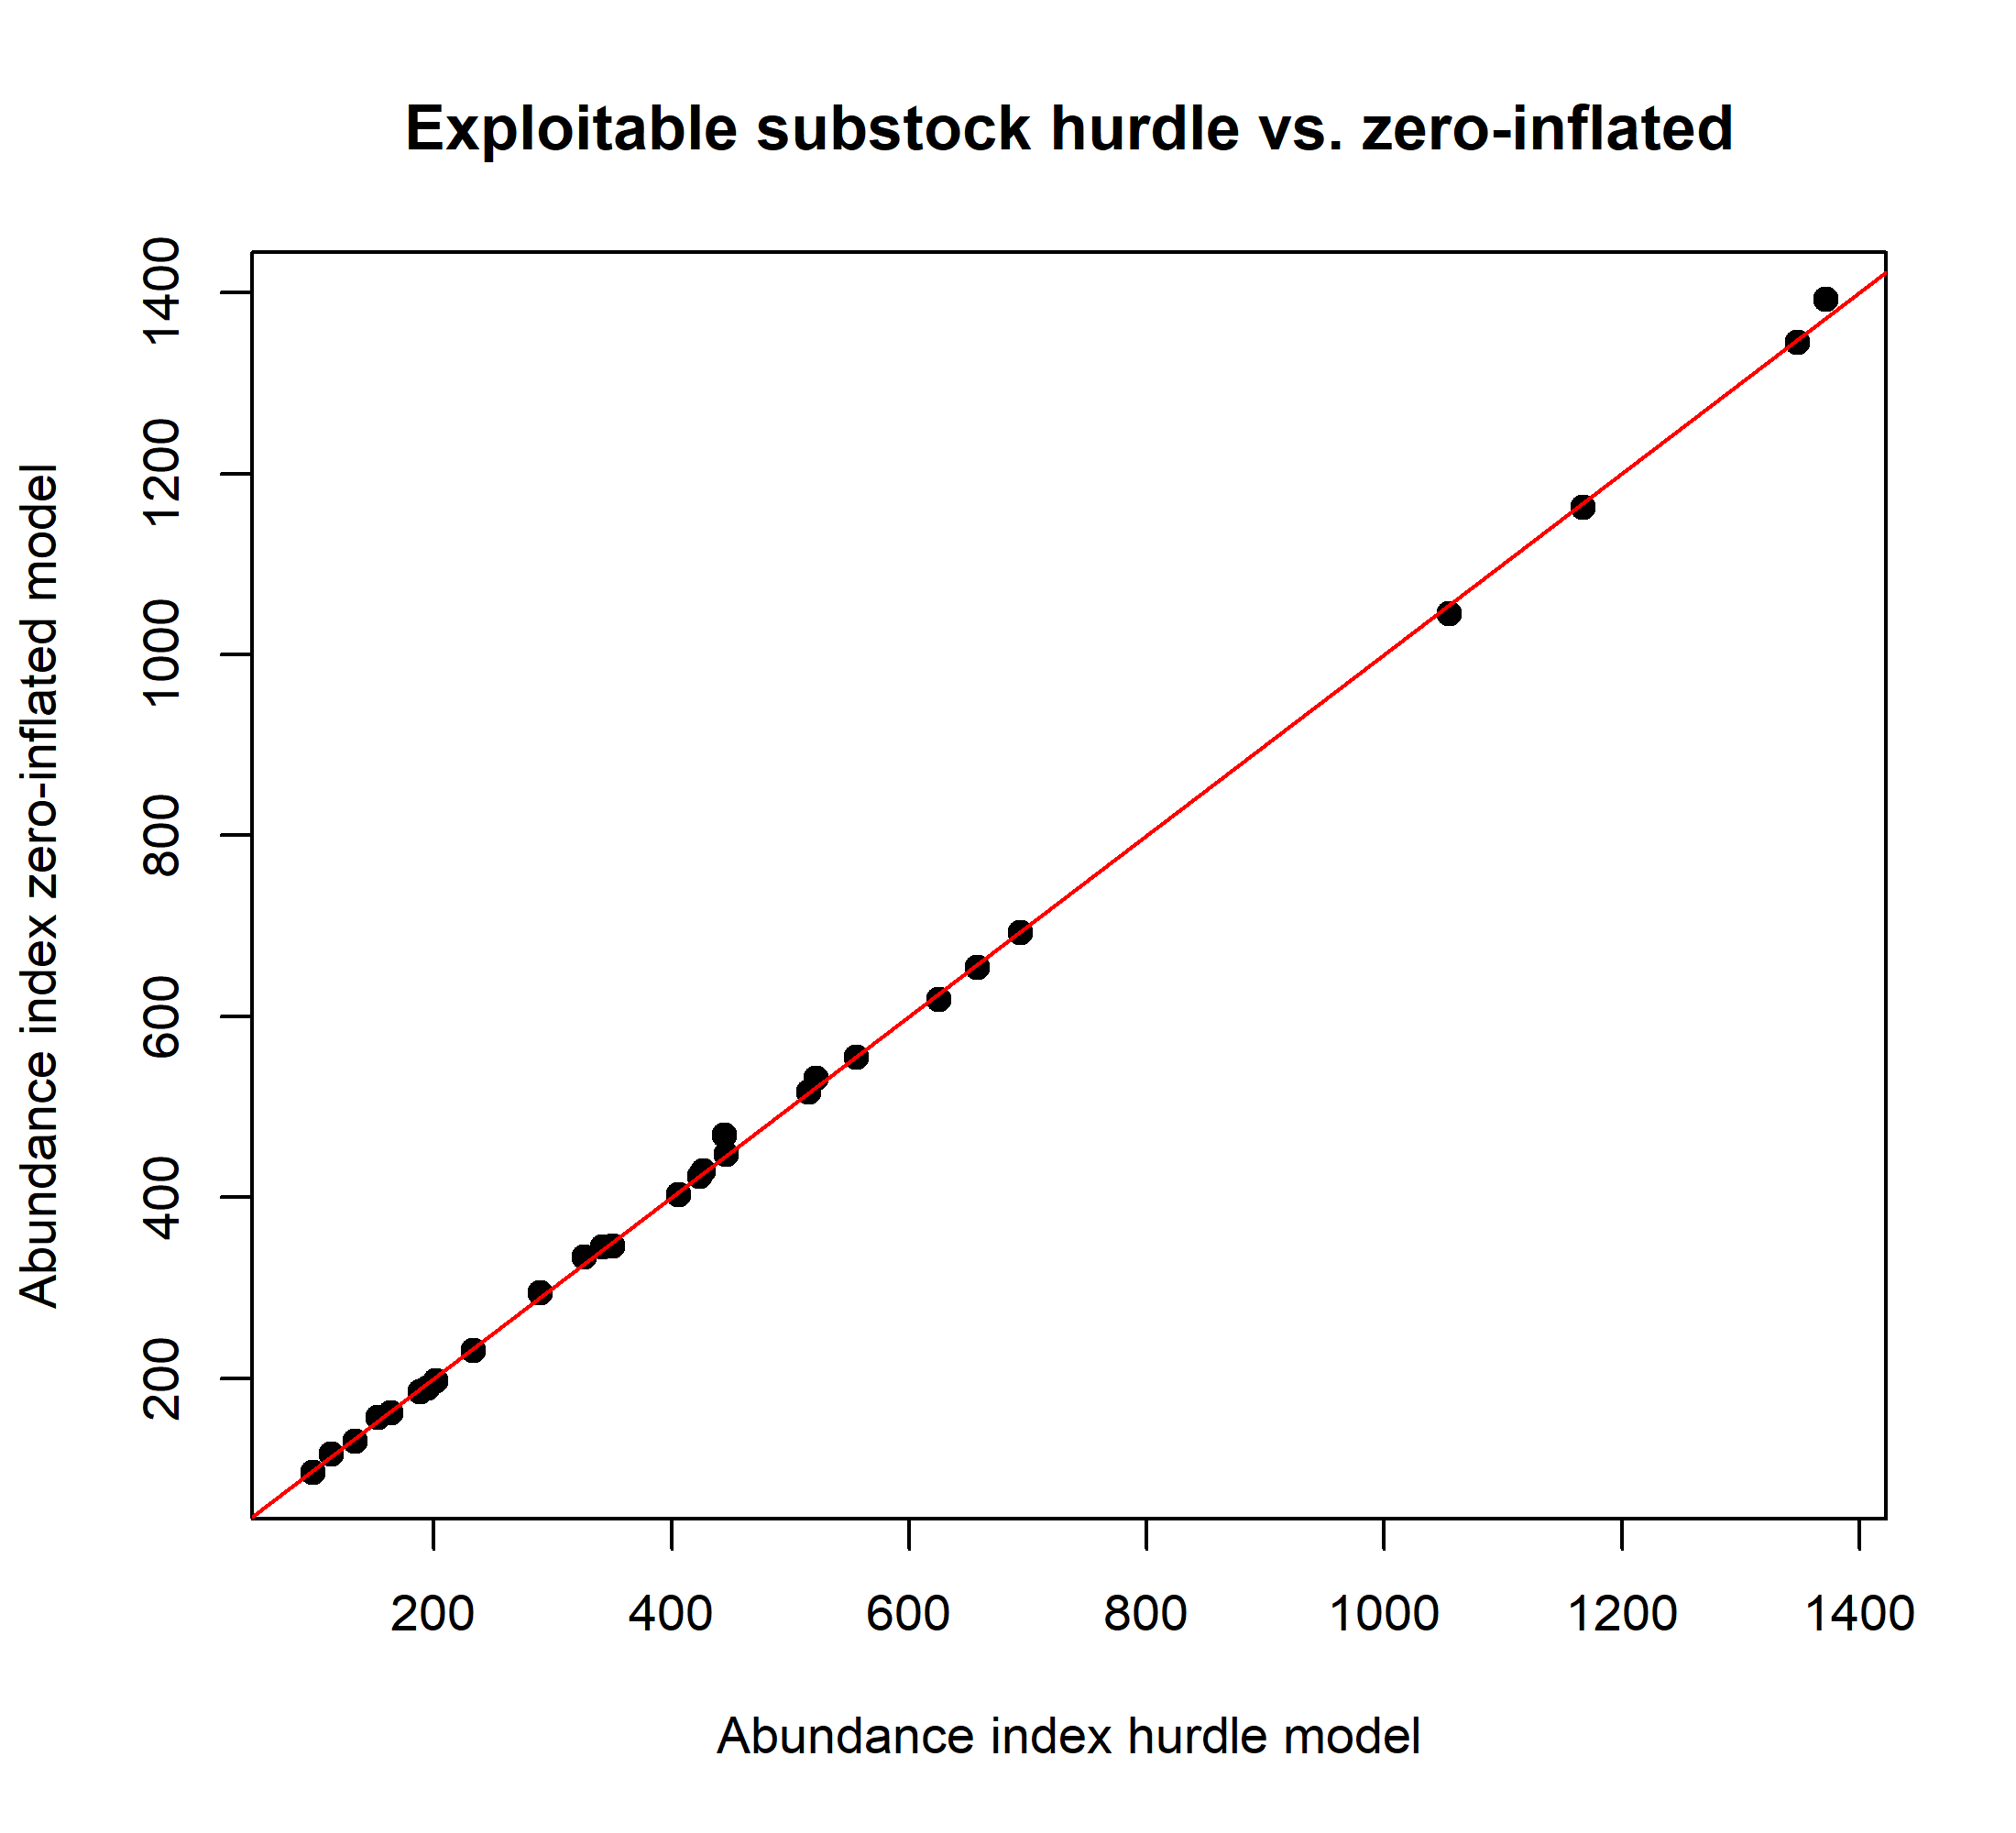 Exploitable substock hurdle vs. zero-inflated
Abundance index zero-inflated model
1400
1200
1000
800
600
400
200
200 400 600 800 1000 1200 1400
Abundance index hurdle model